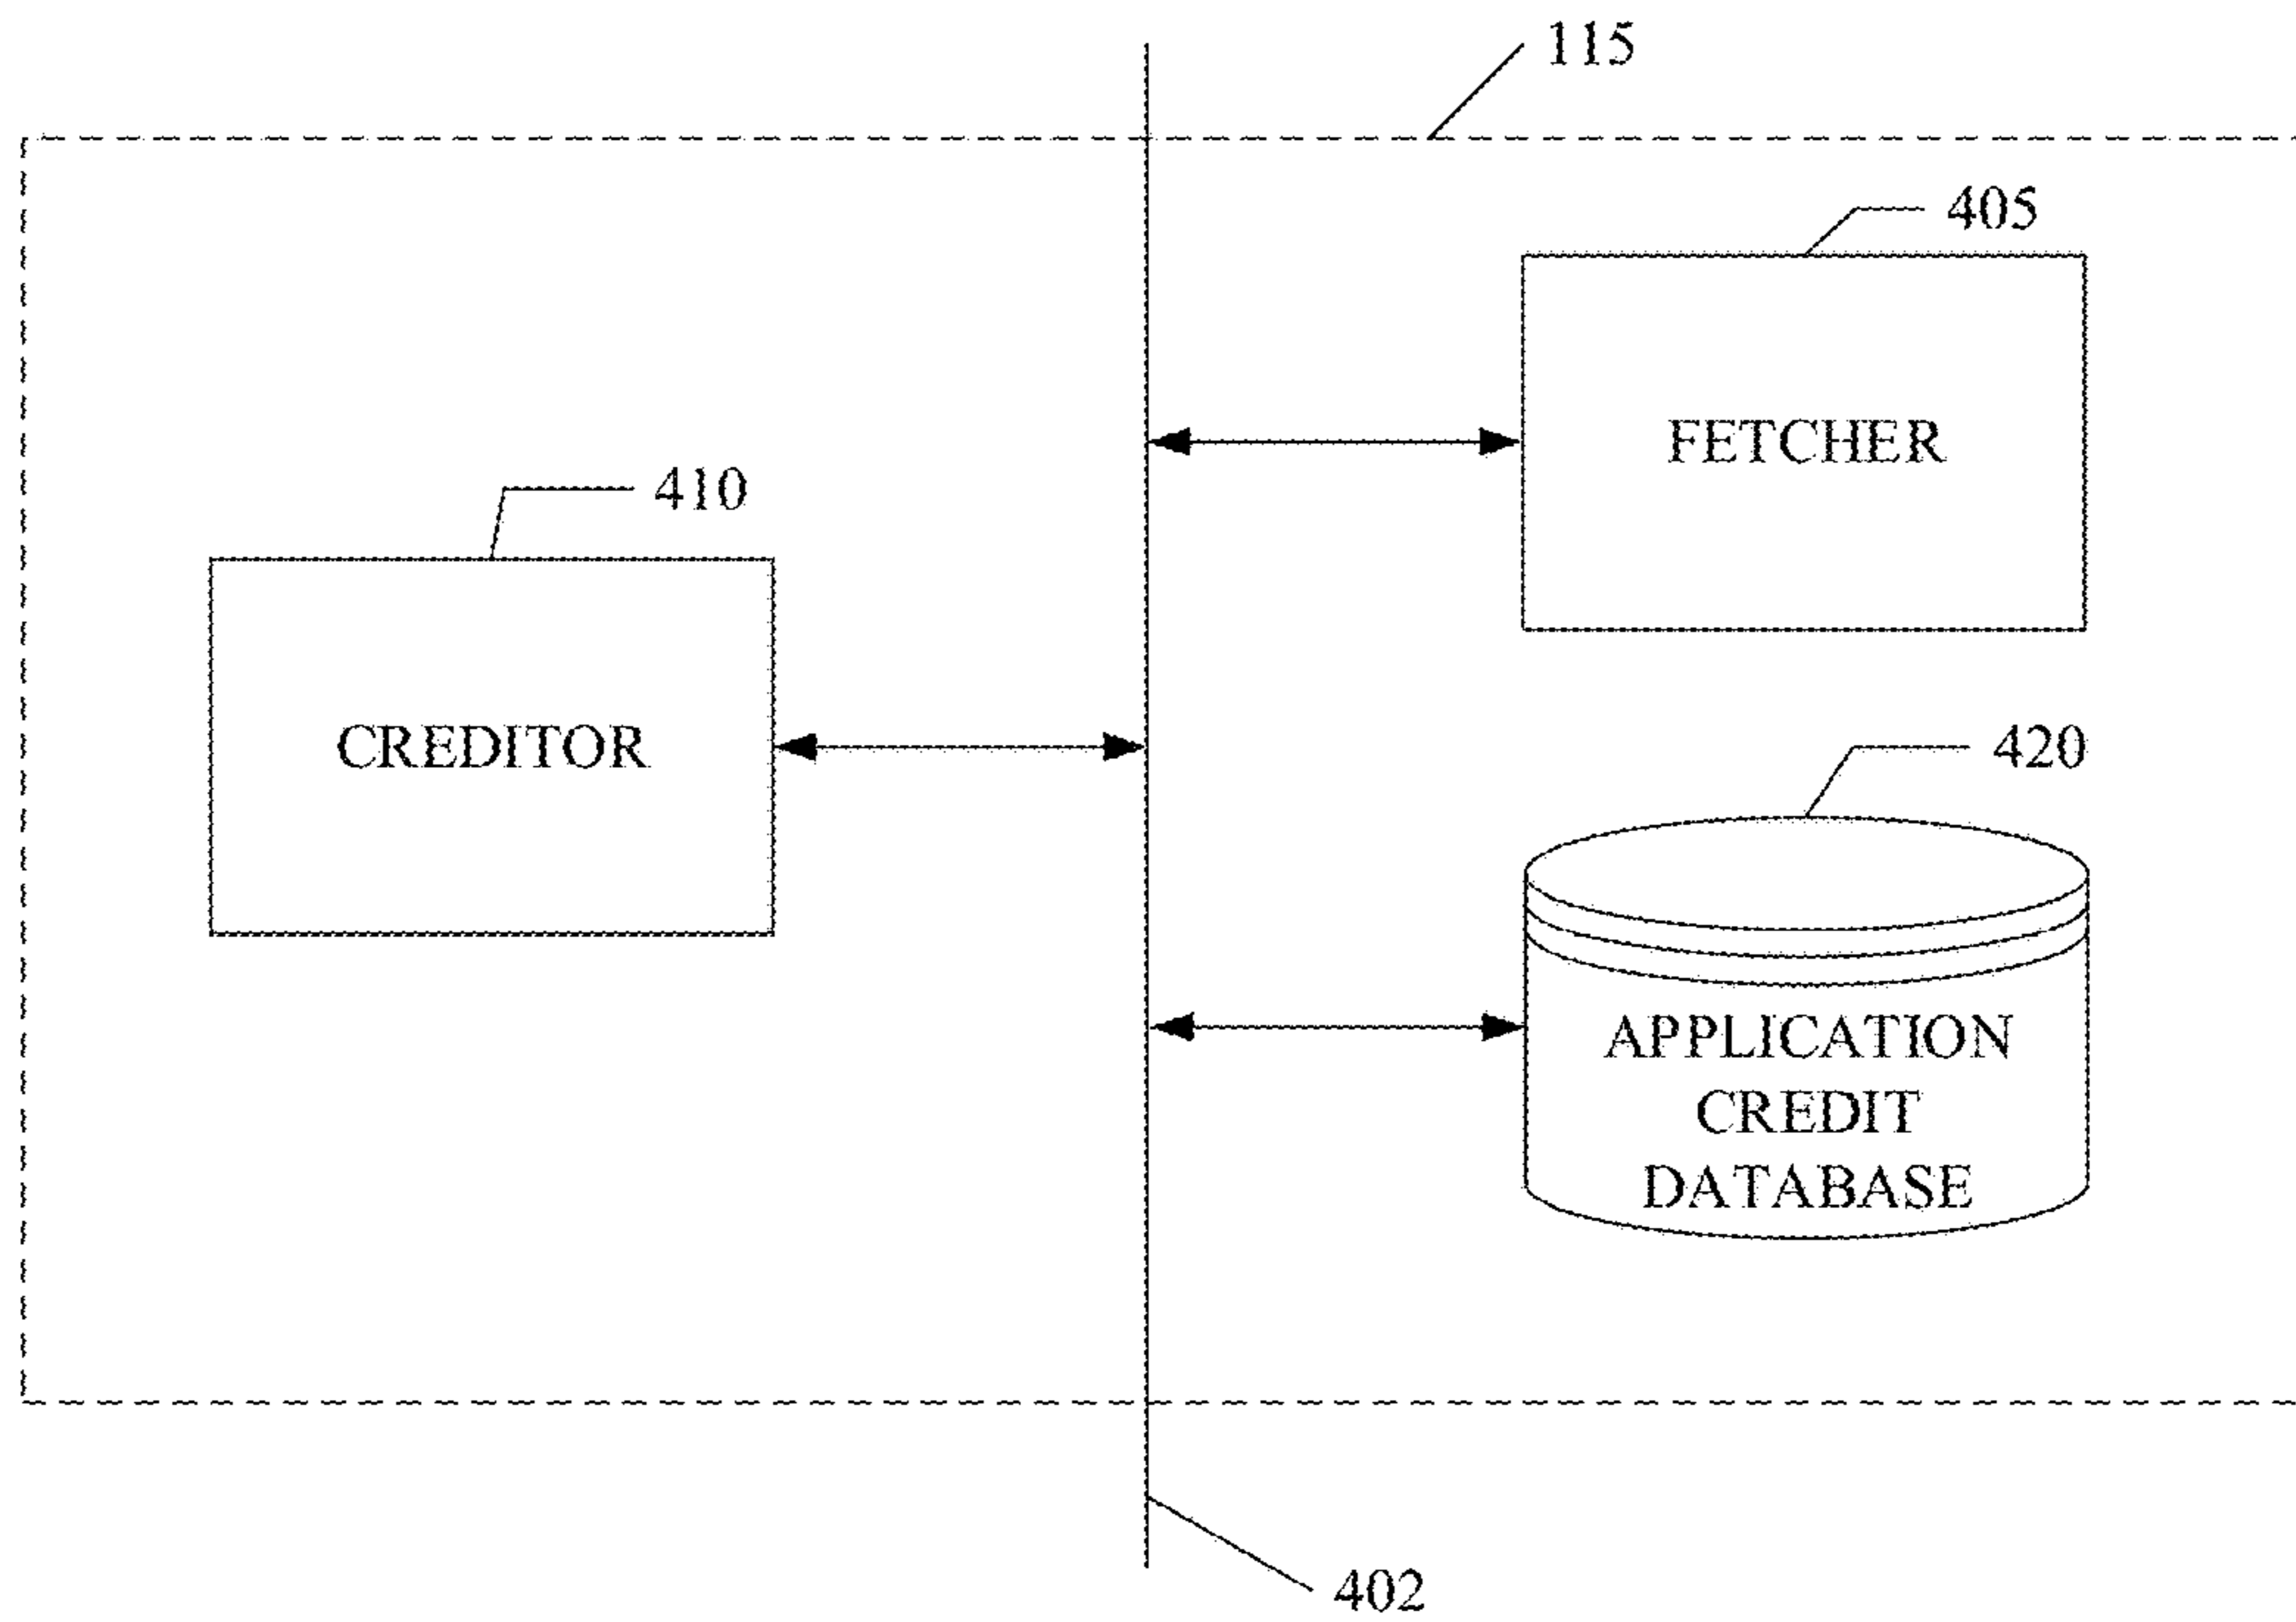 115
405
FETCHER
410
CREDITOR
420
APPLICATION
CREDIT
DATABASE
402